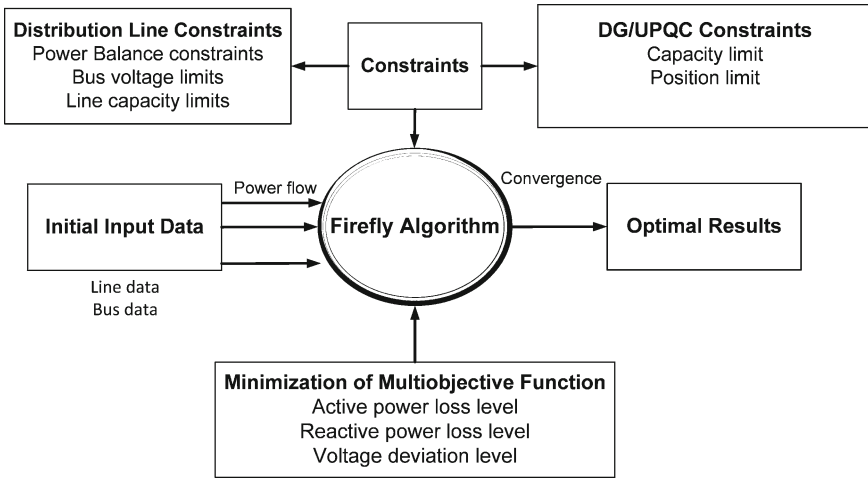 Distribution Line Constraints
Power Balance constraints
Bus voltage limits
Line capacity limits
Constraints
DG/UPQC Constraints
Capacity limit
Position limit
Power flow
Convergence
Initial Input Data
Firefly Algorithm
Optimal Results
Line data
Bus data
Minimization of Multiobjective Function
Active power loss level
Reactive power loss level
Voltage deviation level